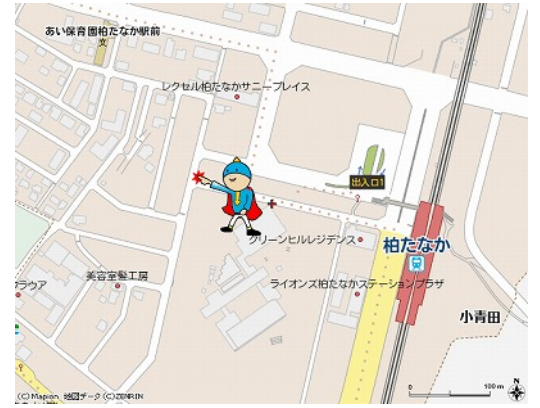 あい保育園柏たなか駅前
文
レクセル柏たなかサニープレイス
出入口1
グリーンヒルレジデンス
柏たなか
ライオンズ柏たなかステーションプラザ
美容室髪工房
クラウア
小青田
0
100 m
N
(C) Mapion 地図データ (C)ZENRIN